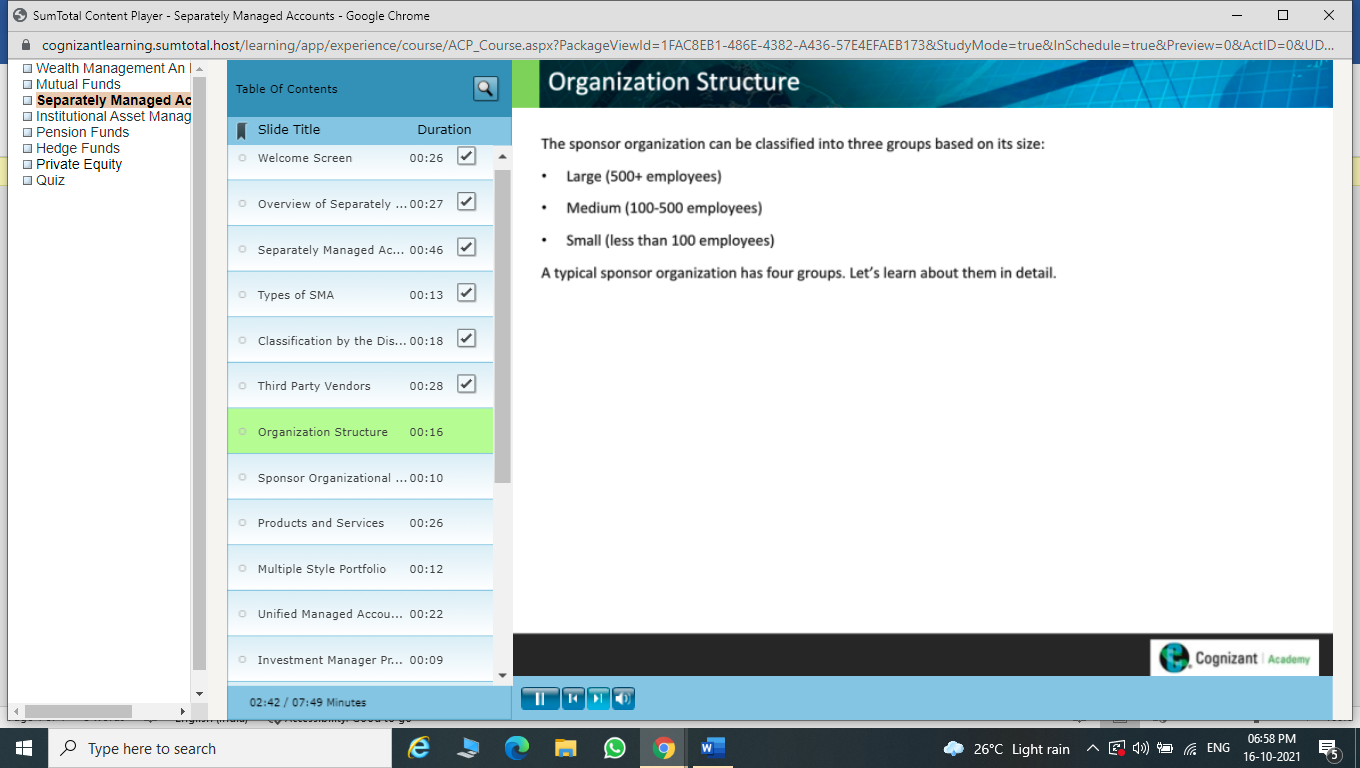 SumTotal Content Player - Separately Managed Accounts - Google Chrome
cognizantlearning.sumtotal.host/learning/app/experience/course/ACP_Course.aspx?PackageViewId=1FAC8EB1-486E-4382-A436-57E4EFAEB173&StudyMode=true&InSchedule=true&Preview=0&ActID=0&UD...
Wealth Management An
Mutual Funds
Separately Managed Ac
Institutional Asset Manag
Pension Funds
Hedge Funds
Private Equity
Quiz
Table Of Contents
Slide Title Duration
Welcome Screen 00:26
Overview of Separately ... 00:27
Separately Managed Ac... 00:46
Types of SMA 00:13
Classification by the Dis... 00:18
Third Party Vendors 00:28
Organization Structure 00:16
Sponsor Organizational ... 00:10
Products and Services 00:26
Multiple Style Portfolio 00:12
Unified Managed Accou... 00:22
Investment Manager Pr... 00:09
02:42 / 07:49 Minutes
Organization Structure
The sponsor organization can be classified into three groups based on its size:
• Large (500+ employees)
• Medium (100-500 employees)
• Small (less than 100 employees)
A typical sponsor organization has four groups. Let's learn about them in detail.
Cognizant | Academy
Type here to search
26°C Light rain
ENG
06:58 PM
16-10-2021
5